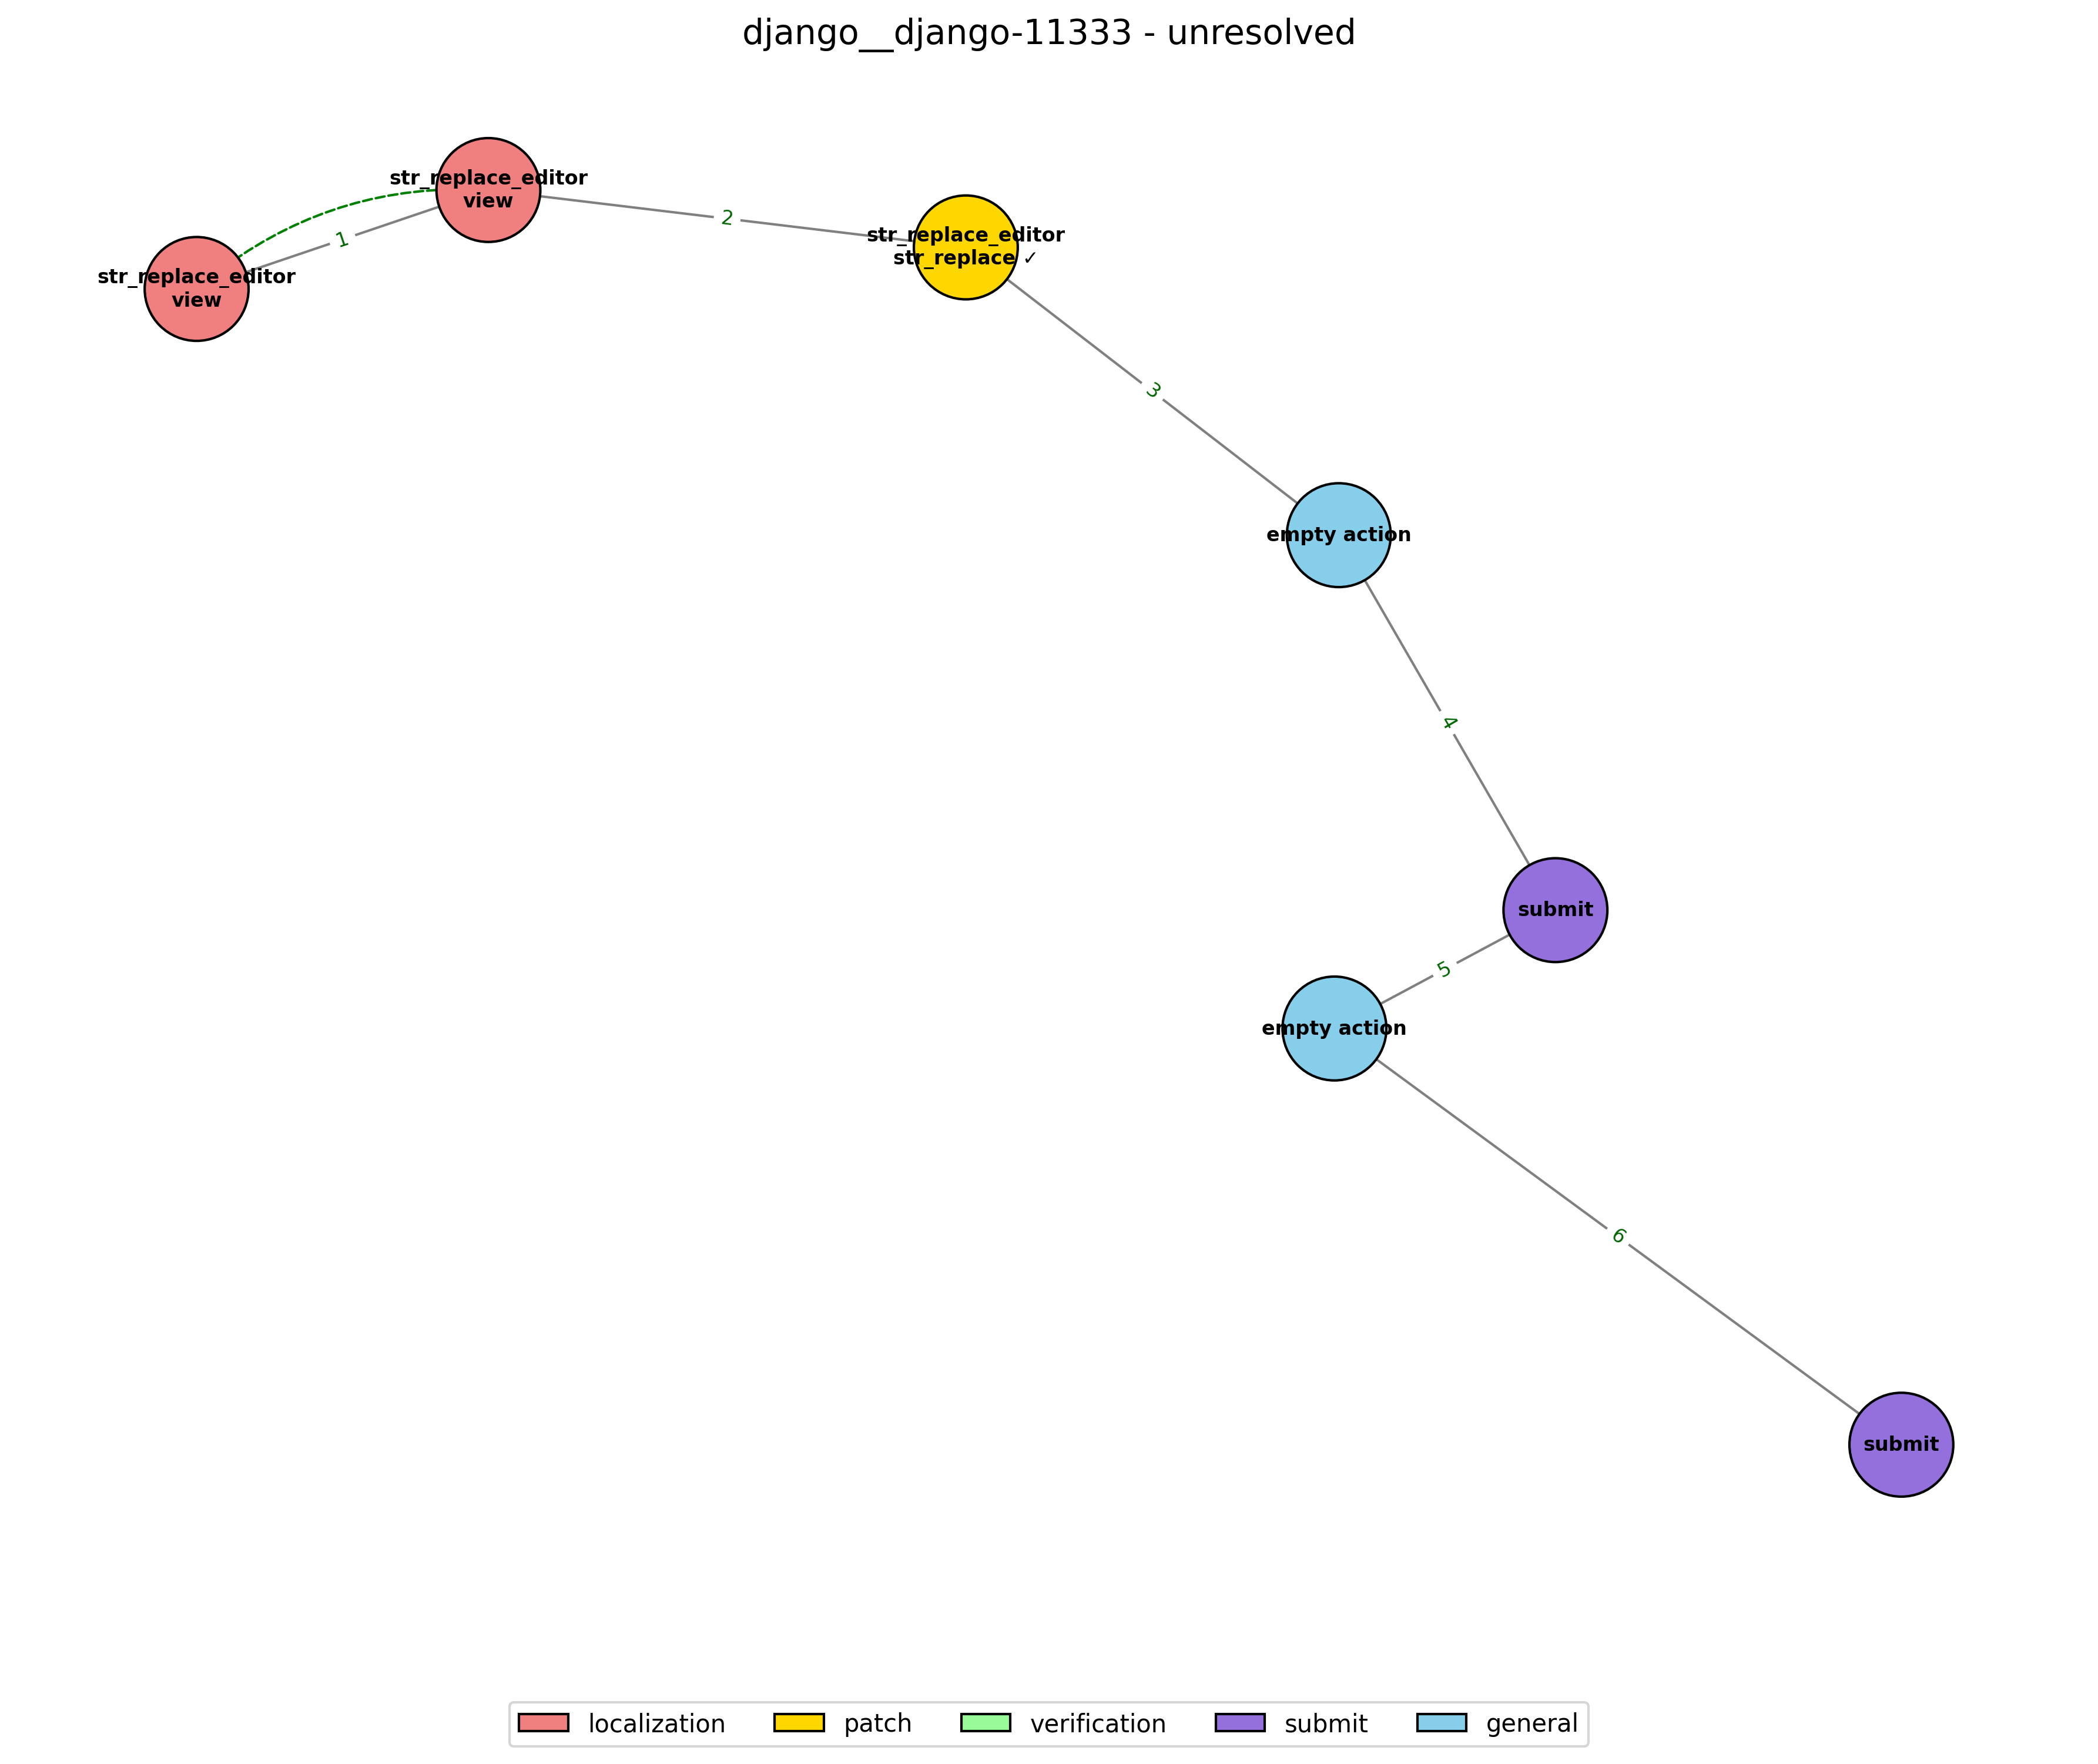 django__django-11333 - unresolved
str_replace_editor
view
1
str_replace_editor
view
2
str_replace_editor
str_replace ✓
3
empty action
4
submit
5
empty action
6
submit
localization
patch
verification
submit
general